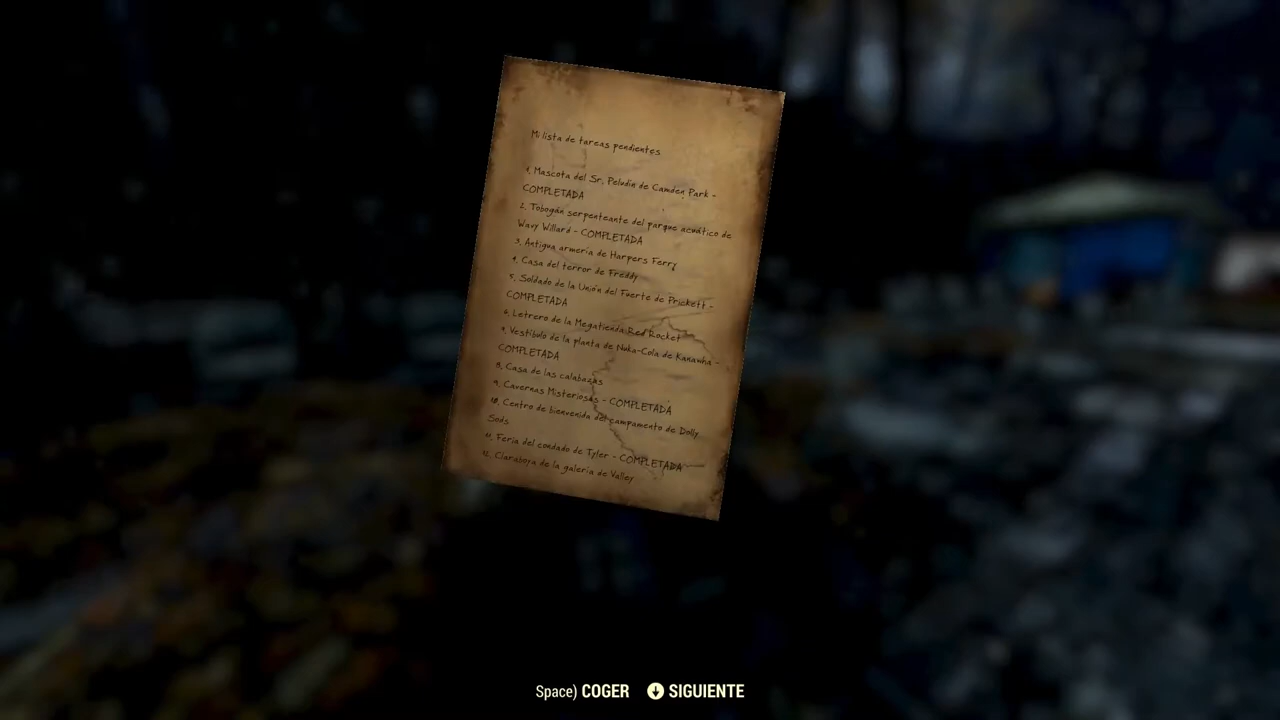 Mi lista de tareas pendientes
1. Mascota del Sr. Peludín de Camden Park -
COMPLETADA
2. Tobogán serpenteante del parque acuático de
Wavy Willard - COMPLETADA
3. Antigua armería de Harpers Ferry
4. Casa del terror de Freddy
5. Soldado de la Unión del Fuerte de Prickett -
COMPLETADA
6. Letrero de la Megatienda Red Rocket
7. Vestíbulo de la planta de Nuka-Cola de Kanawha -
COMPLETADA
8. Casa de las calabazas
9. Cavernas Misteriosas - COMPLETADA
10. Centro de bienvenida del campamento de Dolly
Sods
11. Feria del condado de Tyler - COMPLETADA
12. Claraboya de la galería de Valley
Space) COGER SIGUIENTE